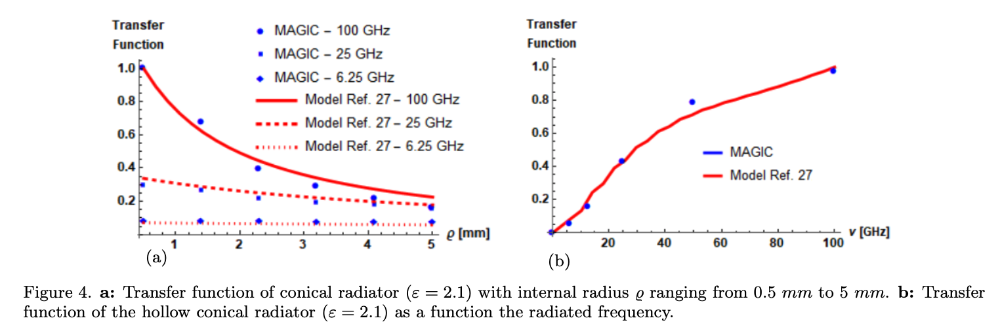 Transfer
Function
MAGIC – 100 GHz
MAGIC – 25 GHz
MAGIC – 6.25 GHz
Model Ref. 27 – 100 GHz
Model Ref. 27 – 25 GHz
Model Ref. 27 – 6.25 GHz
1.0
0.8
0.6
0.4
0.2
1 2 3 4 5
ϱ [mm]
(a)
Transfer
Function
1.0
0.8
0.6
0.4
0.2
MAGIC
Model Ref. 27
20 40 60 80 100
ν [GHz]
(b)
Figure 4. a: Transfer function of conical radiator (ε = 2.1) with internal radius ϱ ranging from 0.5 mm to 5 mm. b: Transfer
function of the hollow conical radiator (ε = 2.1) as a function the radiated frequency.